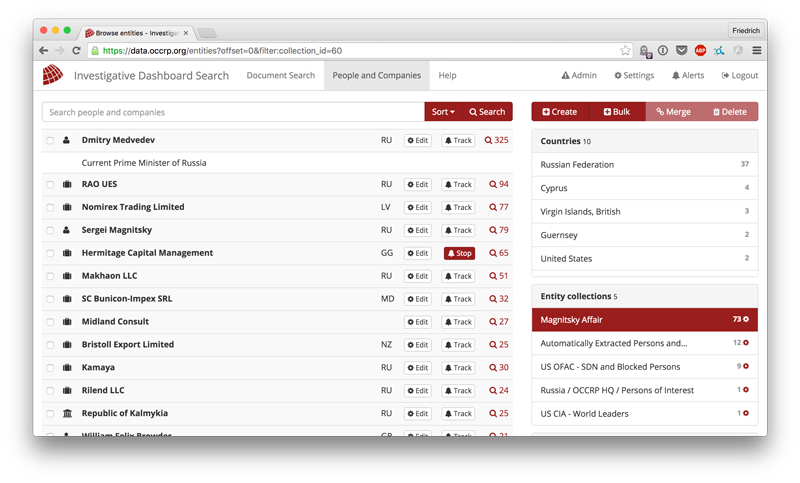 Browse entities - Investigat
Friedrich
https://data.occrp.org/entities?offset=0&filter:collection_id=60
ABP
Investigative Dashboard Search
Document Search
People and Companies
Help
Admin
Settings
Alerts
Logout
Search people and companies
Sort
Search
Create
Bulk
Merge
Delete
Dmitry Medvedev RU Edit Track 325
Current Prime Minister of Russia
RAO UES RU Edit Track 94
Nomirex Trading Limited LV Edit Track 77
Sergei Magnitsky RU Edit Track 79
Hermitage Capital Management GG Edit Stop 65
Makhaon LLC RU Edit Track 51
SC Bunicon-Impex SRL MD Edit Track 32
Midland Consult Edit Track 27
Bristoll Export Limited NZ Edit Track 25
Kamaya RU Edit Track 30
Rilend LLC RU Edit Track 24
Republic of Kalmykia RU Edit Track 25
William Felix Browder GB Edit Track 21
Countries 10
Russian Federation 37
Cyprus 4
Virgin Islands, British 3
Guernsey 2
United States 2
Entity collections 5
Magnitsky Affair 73
Automatically Extracted Persons and... 12
US OFAC - SDN and Blocked Persons 9
Russia / OCCRP HQ / Persons of Interest 1
US CIA - World Leaders 1